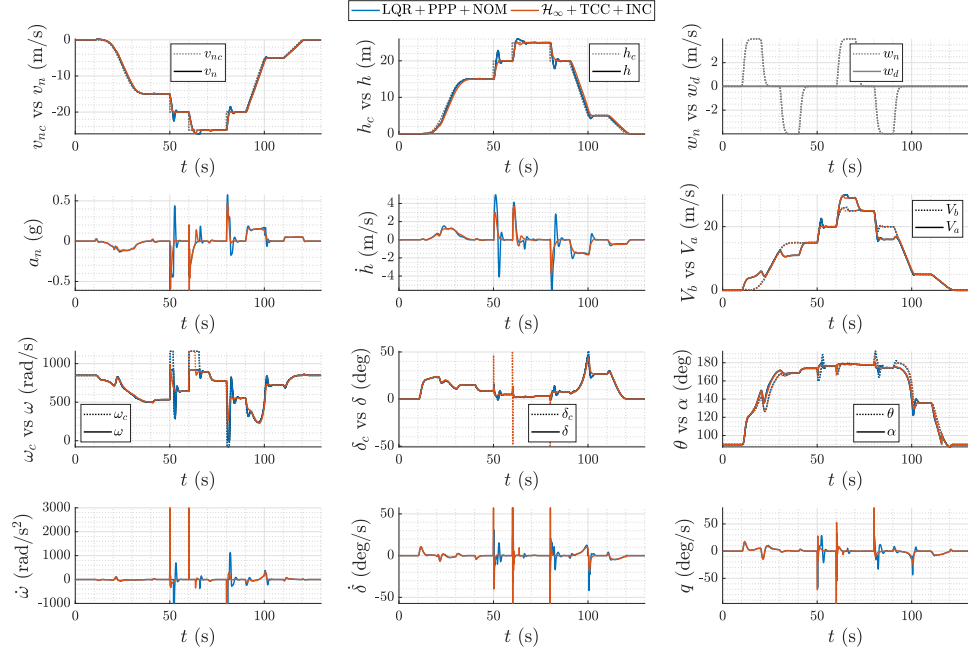 LQR + PPP + NOM
ℋ∞ + TCC + INC
v_nc vs v_n (m/s)
0
-10
-20
v_nc
v_n
0 50 100
t (s)
h_c vs h (m)
20
10
0
h_c
h
0 50 100
t (s)
w_n vs w_d (m/s)
2
0
-2
-4
w_n
w_d
0 50 100
t (s)
a_n (g)
0.5
0
-0.5
0 50 100
t (s)
ḣ (m/s)
4
2
0
-2
-4
0 50 100
t (s)
V_b vs V_a (m/s)
20
0
V_b
V_a
0 50 100
t (s)
ω_c vs ω (rad/s)
1000
500
0
ω_c
ω
0 50 100
t (s)
δ_c vs δ (deg)
50
0
-50
δ_c
δ
0 50 100
t (s)
θ vs α (deg)
180
160
140
120
100
θ
α
0 50 100
t (s)
ω̇ (rad/s²)
3000
2000
1000
0
-1000
0 50 100
t (s)
δ̇ (deg/s)
50
0
-50
0 50 100
t (s)
q (deg/s)
50
0
-50
0 50 100
t (s)